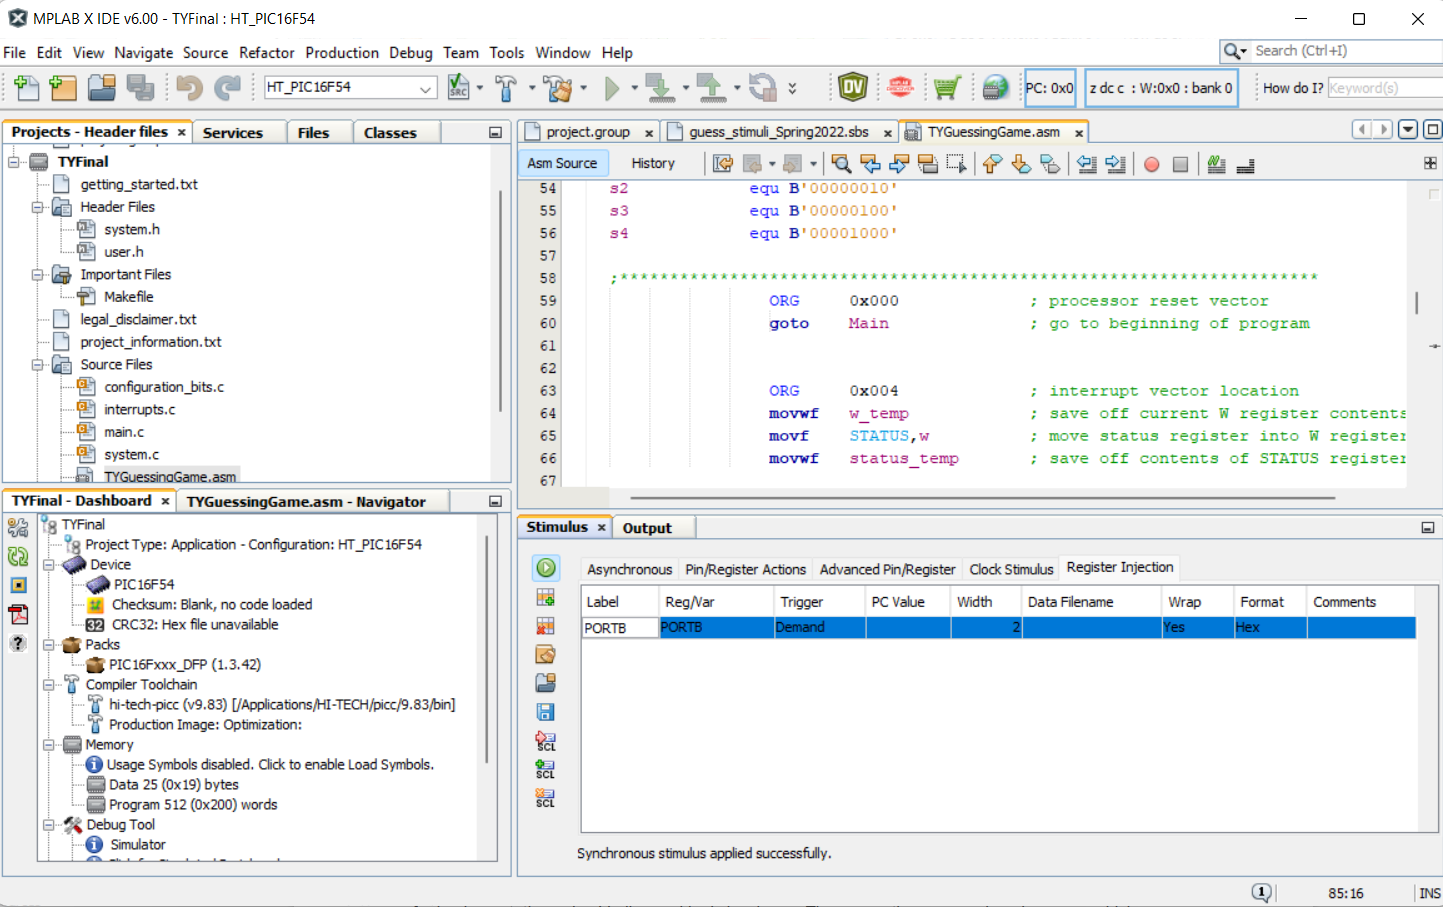 MPLAB X IDE v6.00 - TYFinal : HT_PIC16F54
File Edit View Navigate Source Refactor Production Debug Team Tools Window Help
Search (Ctrl+I)
HT_PIC16F54
SRC
DV
PC: 0x0
z dc c : W:0x0 : bank 0
How do I? Keyword(s)
Projects - Header files × Services Files Classes
TYFinal
getting_started.txt
Header Files
system.h
user.h
Important Files
Makefile
legal_disclaimer.txt
project_information.txt
Source Files
configuration_bits.c
interrupts.c
main.c
system.c
TYGuessingGame.asm
project.group × guess_stimuli_Spring2022.sbs × TYGuessingGame.asm ×
Asm Source History
54 s2 equ B'00000010'
55 s3 equ B'00000100'
56 s4 equ B'00001000'
57
58 ;**********************************************************************
59 ORG 0x000 ; processor reset vector
60 goto Main ; go to beginning of program
61
62
63 ORG 0x004 ; interrupt vector location
64 movwf w_temp ; save off current W register contents
65 movf STATUS,w ; move status register into W register
66 movwf status_temp ; save off contents of STATUS register
67
TYFinal - Dashboard × TYGuessingGame.asm - Navigator
TYFinal
Project Type: Application - Configuration: HT_PIC16F54
Device
PIC16F54
Checksum: Blank, no code loaded
32 CRC32: Hex file unavailable
Packs
PIC16Fxxx_DFP (1.3.42)
Compiler Toolchain
hi-tech-picc (v9.83) [/Applications/HI-TECH/picc/9.83/bin]
Production Image: Optimization:
Memory
Usage Symbols disabled. Click to enable Load Symbols.
Data 25 (0x19) bytes
Program 512 (0x200) words
Debug Tool
Simulator
Stimulus × Output
Asynchronous Pin/Register Actions Advanced Pin/Register Clock Stimulus Register Injection
Label Reg/Var Trigger PC Value Width Data Filename Wrap Format Comments
PORTB PORTB Demand 2 Yes Hex
SCL
SCL
SCL
Synchronous stimulus applied successfully.
1 85:16 INS